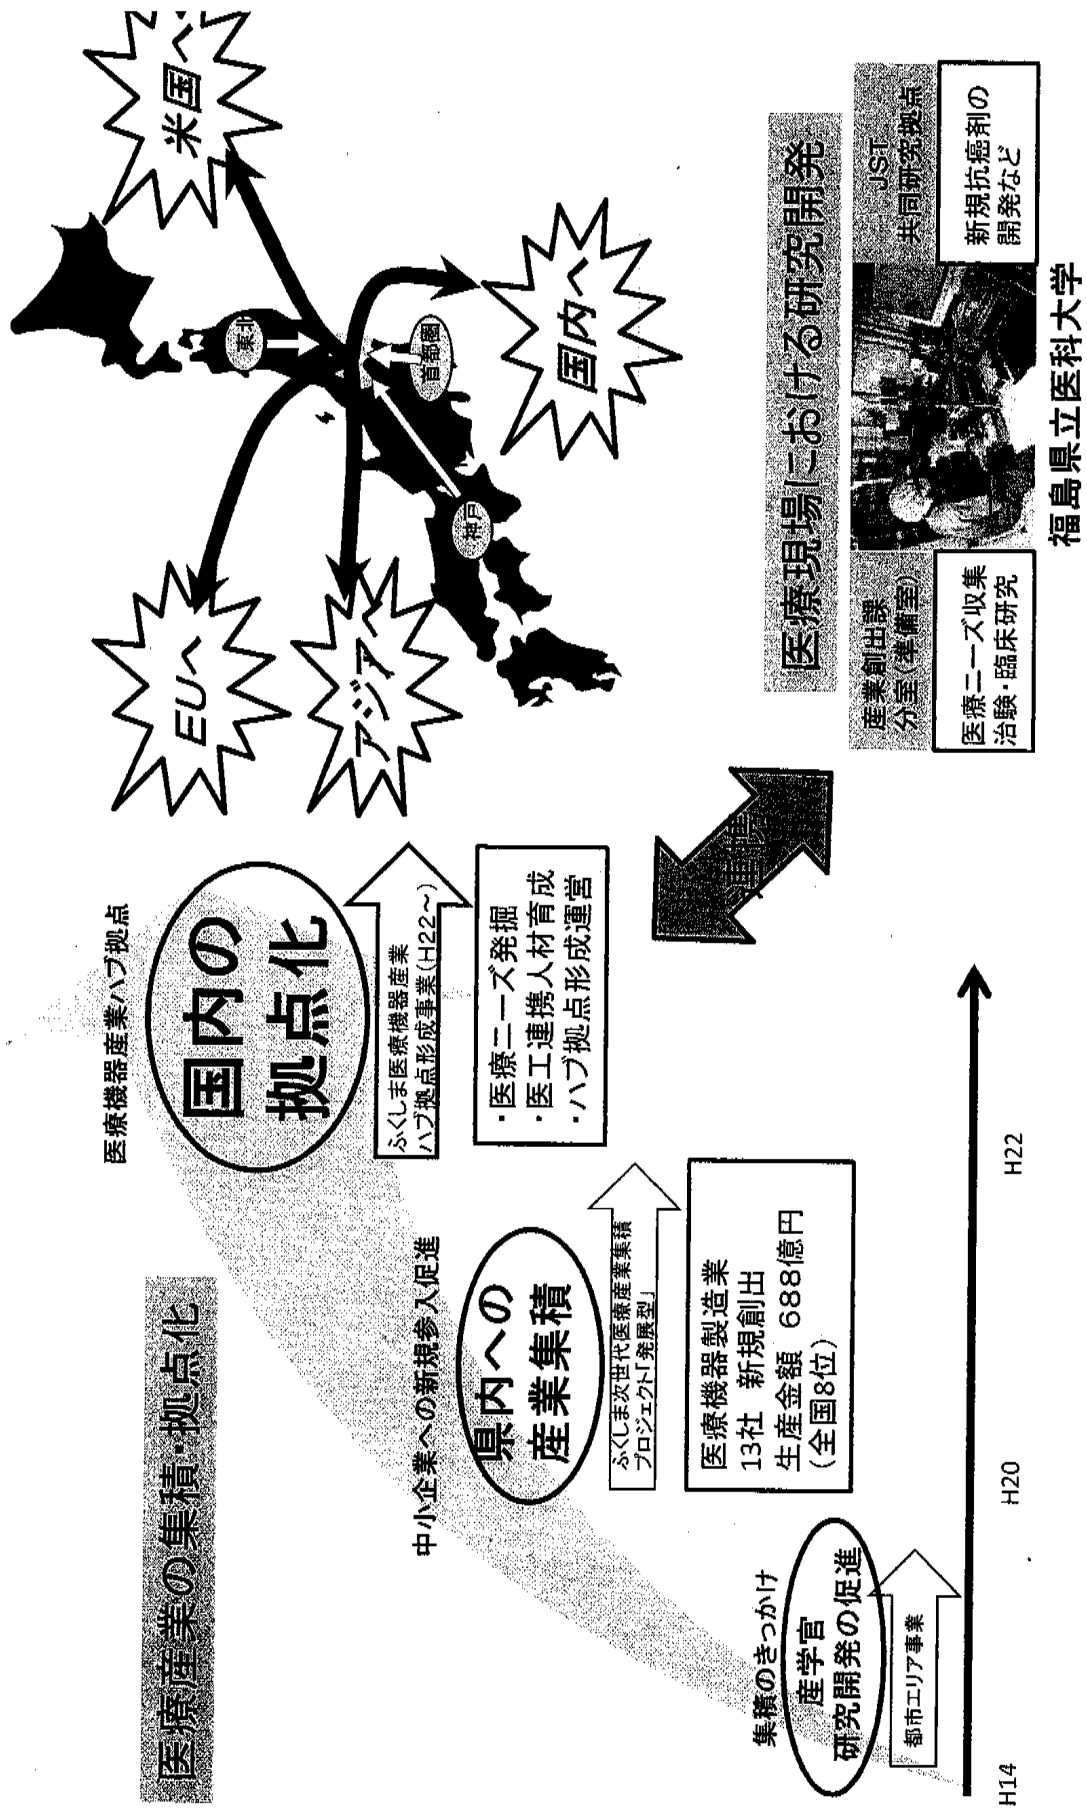 医療産業の集積・拠点化
集積のきっかけ
産学官
研究開発の促進
都市エリア事業
中小企業への新規参入促進
県内への
産業集積
ふくしま次世代医療産業集積
プロジェクト「発展型」
医療機器製造業
13社 新規創出
生産金額 688億円
(全国8位)
医療機器産業ハブ拠点
国内の
拠点化
ふくしま医療機器産業
ハブ拠点形成事業(H22~)
・医療ニーズ発掘
・医工連携人材育成
・ハブ拠点形成運営
H14
H20
H22
EUへ
アジアへ
米国へ
国内へ
東北
首都圏
神戸
医療現場における研究開発
産業創出課
分室(準備室)
医療ニーズ収集
治験・臨床研究
JST
共同研究拠点
新規抗癌剤の
開発など
福島県立医科大学